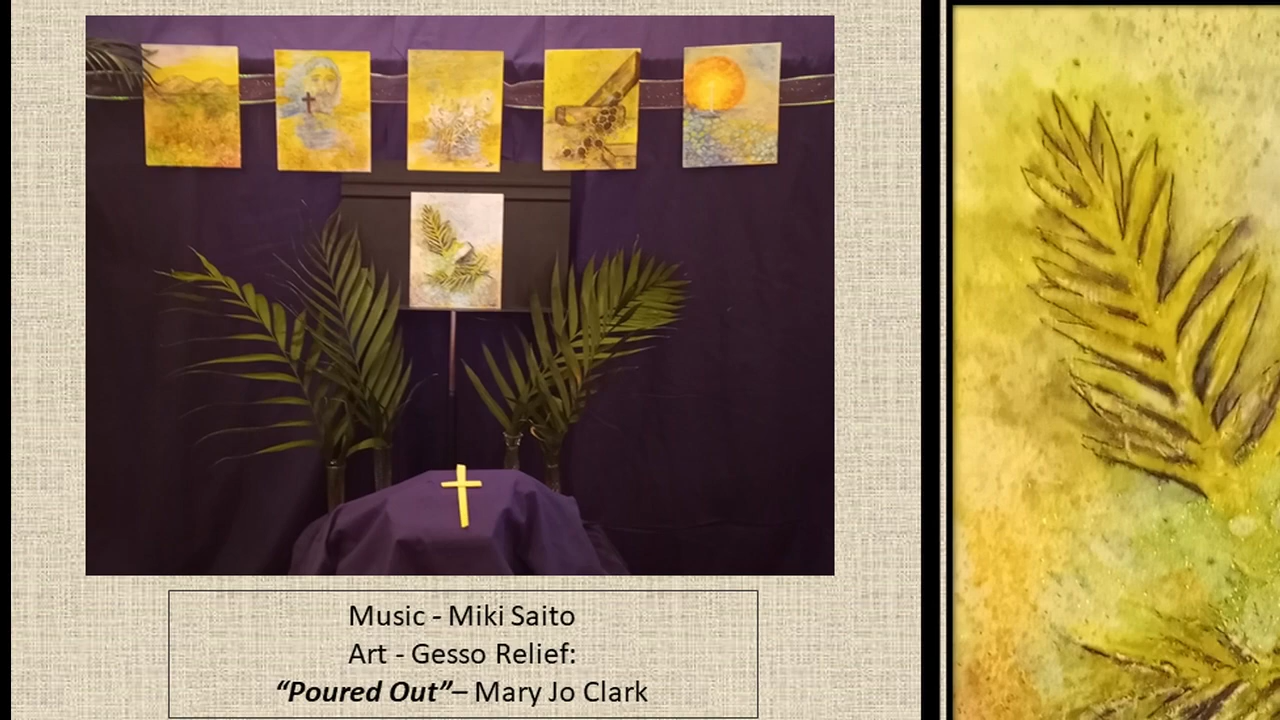 Music - Miki Saito
Art - Gesso Relief:
“Poured Out”– Mary Jo Clark